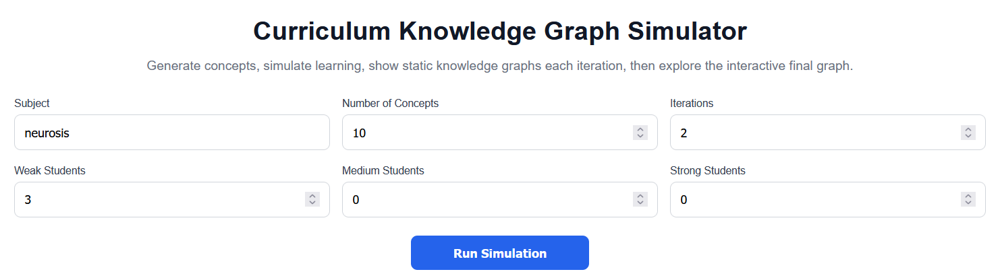 Curriculum Knowledge Graph Simulator
Generate concepts, simulate learning, show static knowledge graphs each iteration, then explore the interactive final graph.
Subject
Number of Concepts
Iterations
neurosis
10
2
Weak Students
Medium Students
Strong Students
3
0
0
Run Simulation